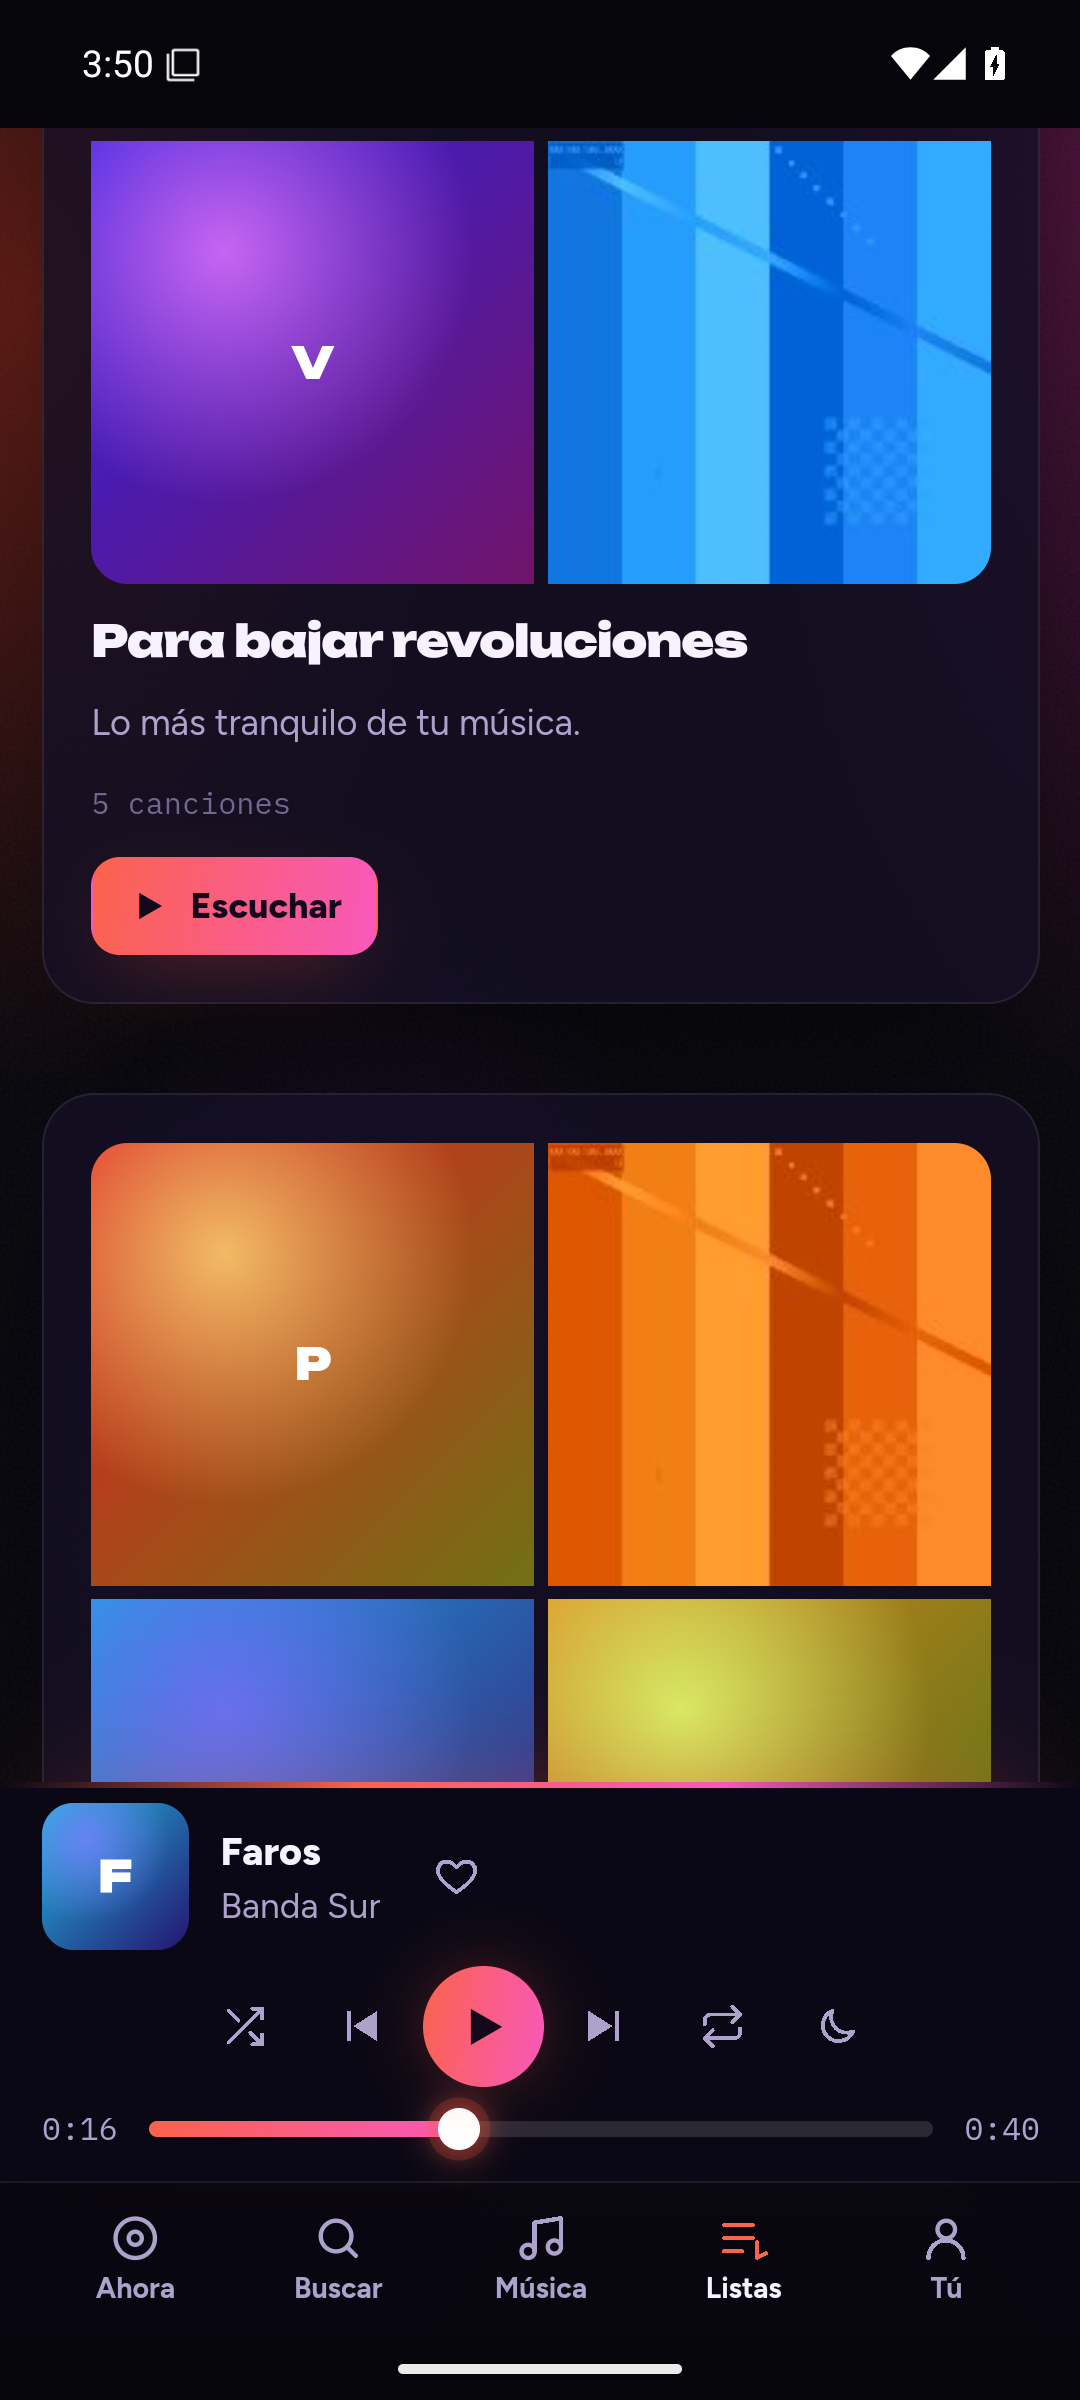 3:50
V
Para bajar revoluciones
Lo más tranquilo de tu música.
5 canciones
Escuchar
P
F
Faros
Banda Sur
0:16
0:40
Ahora
Buscar
Música
Listas
Tú